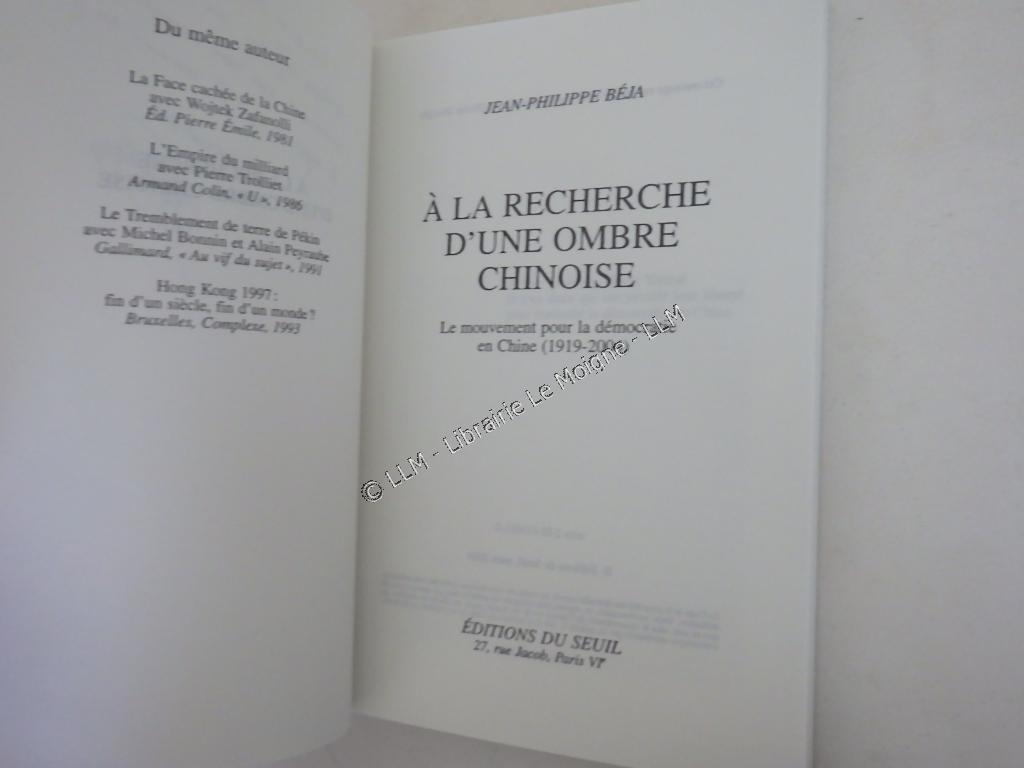 Du même auteur
La Face cachée de la Chine
avec Wojtek Zafanolli
Éd. Pierre Émile, 1981
L'Empire du milliard
avec Pierre Trolliet
Armand Colin, « U », 1986
Le Tremblement de terre de Pékin
avec Michel Bonnin et Alain Peyraube
Gallimard, « Au vif du sujet », 1991
Hong Kong 1997 :
fin d'un siècle, fin d'un monde ?
Bruxelles, Complexe, 1993
JEAN-PHILIPPE BÉJA
À LA RECHERCHE
D'UNE OMBRE
CHINOISE
Le mouvement pour la démocratie
en Chine (1919-200
© LLM - Librairie Le Moigne - LLM
ÉDITIONS DU SEUIL
27, rue Jacob, Paris VIe